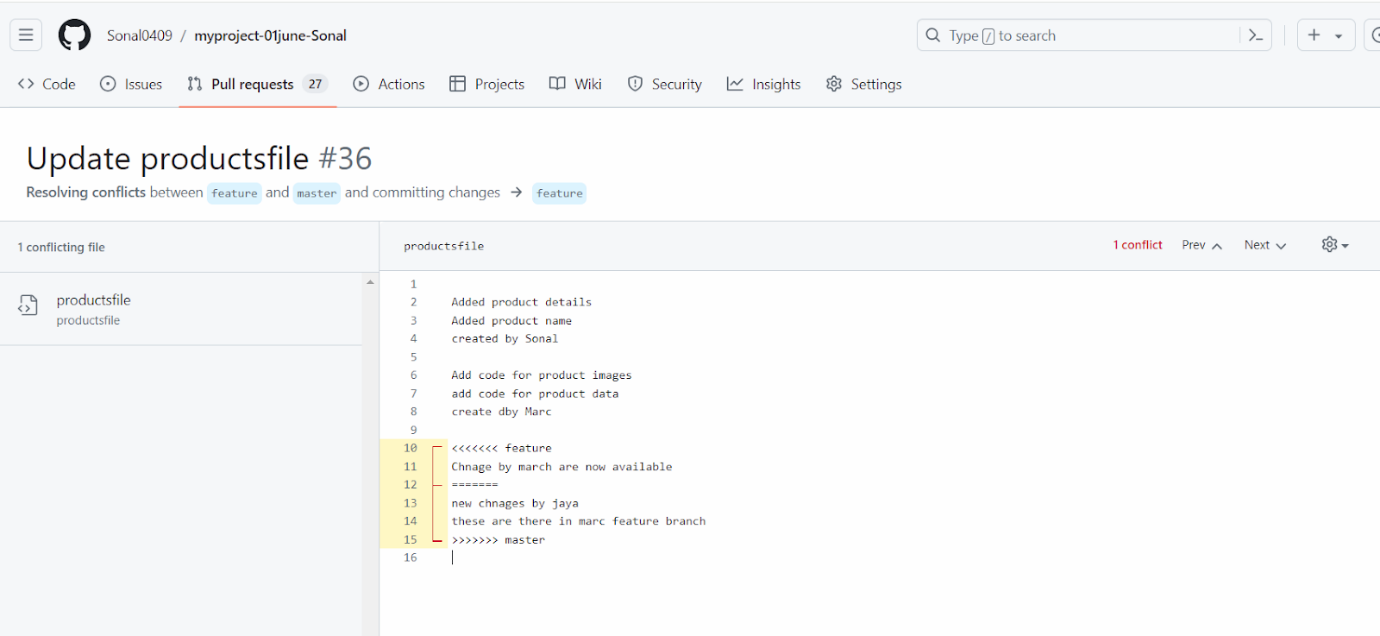 Sonal0409 / myproject-01june-Sonal
Type / to search
Code Issues Pull requests 27 Actions Projects Wiki Security Insights Settings
Update productsfile #36
Resolving conflicts between feature and master and committing changes → feature
1 conflicting file
productsfile
productsfile
productsfile 1 conflict Prev Next
1
2 Added product details
3 Added product name
4 created by Sonal
5
6 Add code for product images
7 add code for product data
8 create dby Marc
9
10 <<<<<<< feature
11 Chnage by march are now available
12 =======
13 new chnages by jaya
14 these are there in marc feature branch
15 >>>>>>> master
16